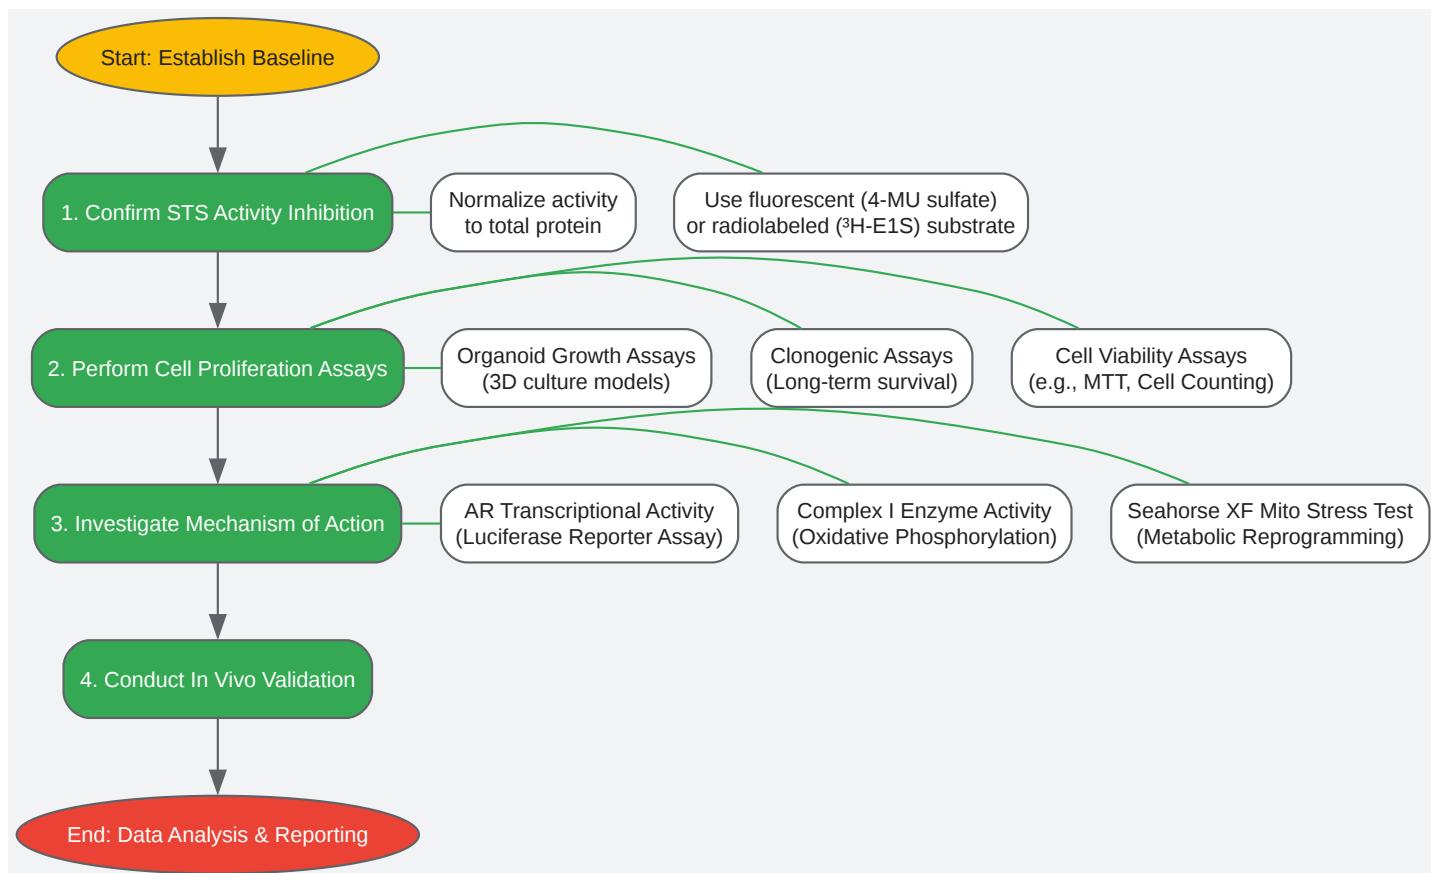 Start: Establish Baseline
1. Confirm STS Activity Inhibition
Normalize activity
to total protein
Use fluorescent (4-MU sulfate)
or radiolabeled (³H-E1S) substrate
2. Perform Cell Proliferation Assays
Organoid Growth Assays
(3D culture models)
Clonogenic Assays
(Long-term survival)
Cell Viability Assays
(e.g., MTT, Cell Counting)
3. Investigate Mechanism of Action
AR Transcriptional Activity
(Luciferase Reporter Assay)
Complex I Enzyme Activity
(Oxidative Phosphorylation)
Seahorse XF Mito Stress Test
(Metabolic Reprogramming)
4. Conduct In Vivo Validation
End: Data Analysis & Reporting